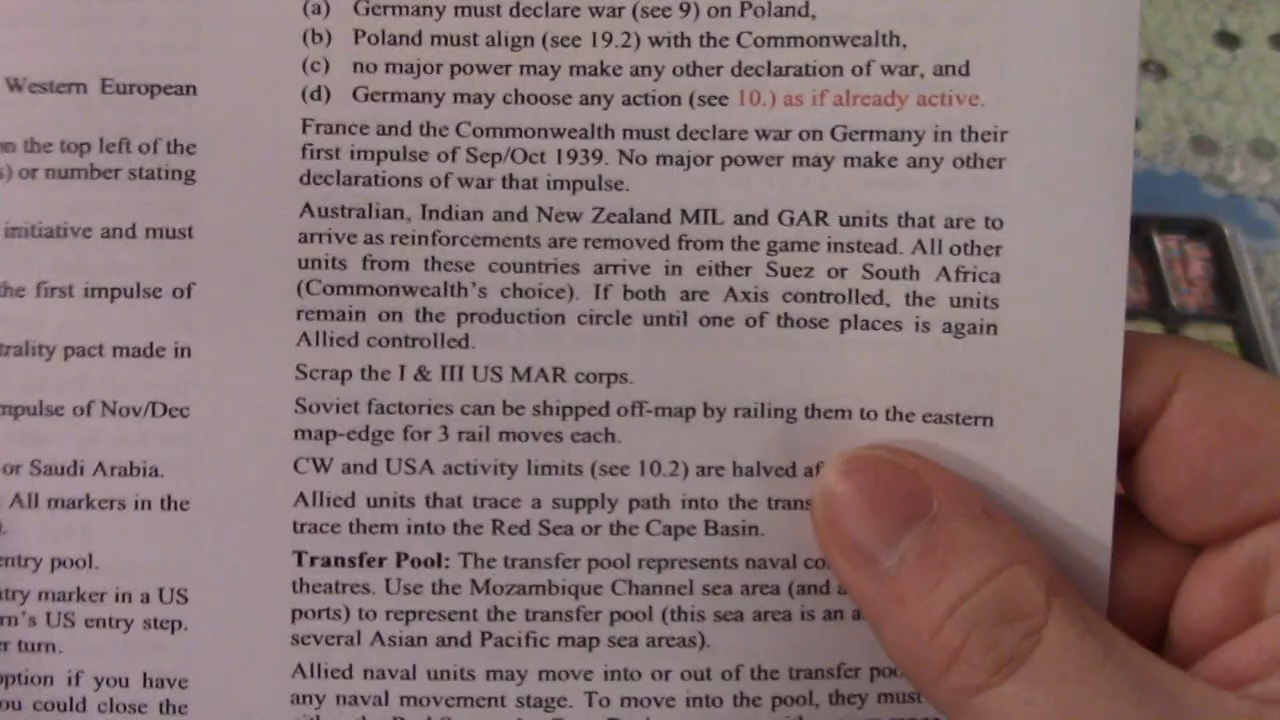 Western European
on the top left of the
or number stating
initiative and must
the first impulse of
pact made in
of Nov/Dec
or Saudi Arabia.
All markers in the
entry pool.
marker in a US
US entry step.
turn.
option if you have
could close the
(a) Germany must declare war (see 9) on Poland,
(b) Poland must align (see 19.2) with the Commonwealth,
(c) no major power may make any other declaration of war, and
(d) Germany may choose any action (see 10.) as if already active.
France and the Commonwealth must declare war on Germany in their
first impulse of Sep/Oct 1939. No major power may make any other
declarations of war that impulse.
Australian, Indian and New Zealand MIL and GAR units that are to
arrive as reinforcements are removed from the game instead. All other
units from these countries arrive in either Suez or South Africa
(Commonwealth's choice). If both are Axis controlled, the units
remain on the production circle until one of those places is again
Allied controlled.
Scrap the I & III US MAR corps.
Soviet factories can be shipped off-map by railing them to the eastern
map-edge for 3 rail moves each.
CW and USA activity limits (see 10.2) are halved
Allied units that trace a supply path into the
trace them into the Red Sea or the Cape Basin.
Transfer Pool: The transfer pool represents naval
theatres. Use the Mozambique Channel sea area (and
ports) to represent the transfer pool (this sea area is an
several Asian and Pacific map sea areas).
Allied naval units may move into or out of the transfer
any naval movement stage. To move into the pool, they must